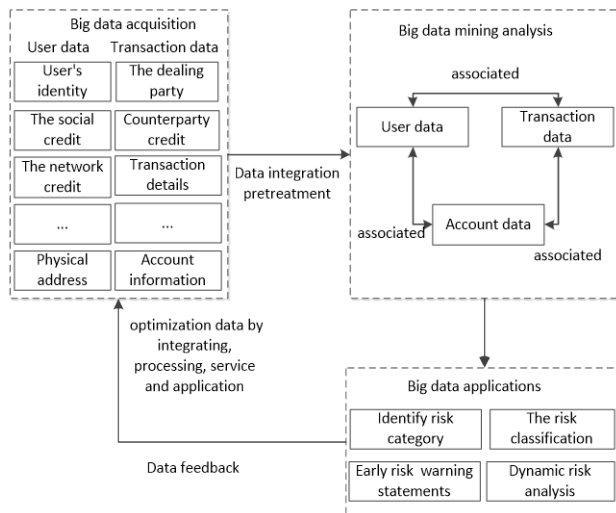 Big data acquisition
User data
Transaction data
User's
identity
The dealing
party
The social
credit
Counterparty
credit
The network
credit
Transaction
details
...
...
Physical
address
Account
information
Data integration
pretreatment
Big data mining analysis
associated
User data
Transaction
data
Account data
associated
associated
optimization data by
integrating,
processing, service
and application
Data feedback
Big data applications
Identify risk
category
The risk
classification
Early risk warning
statements
Dynamic risk
analysis